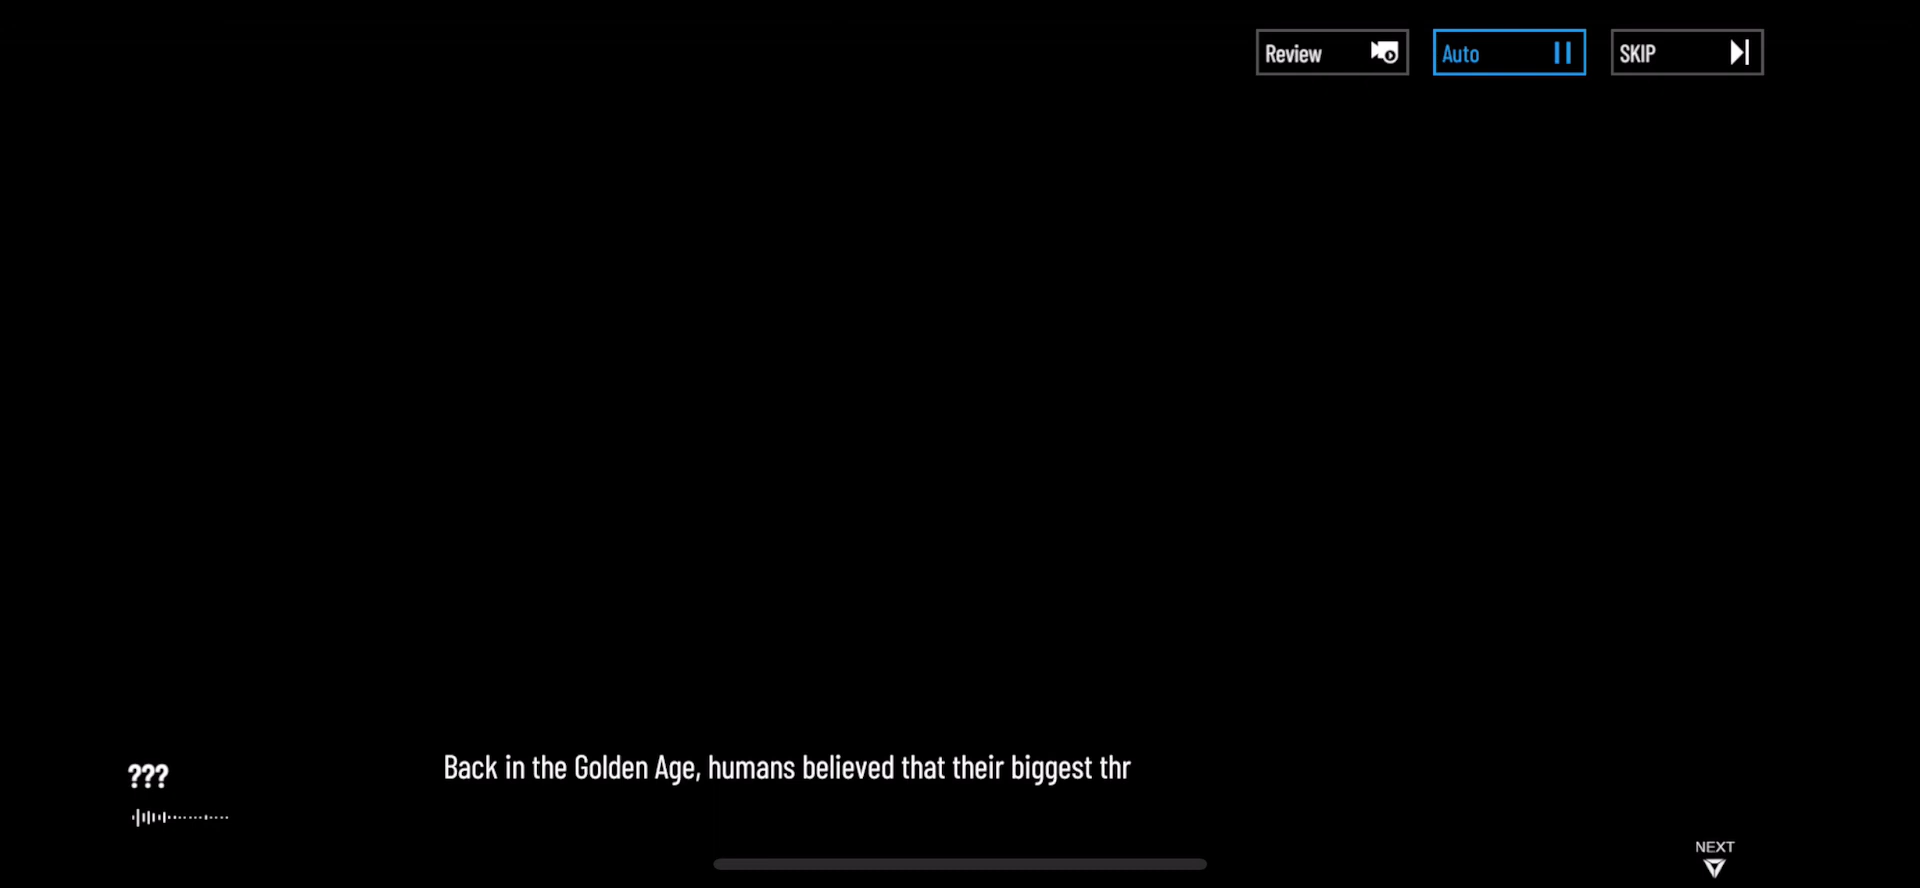 Review
Auto
SKIP
???
Back in the Golden Age, humans believed that their biggest thr
NEXT